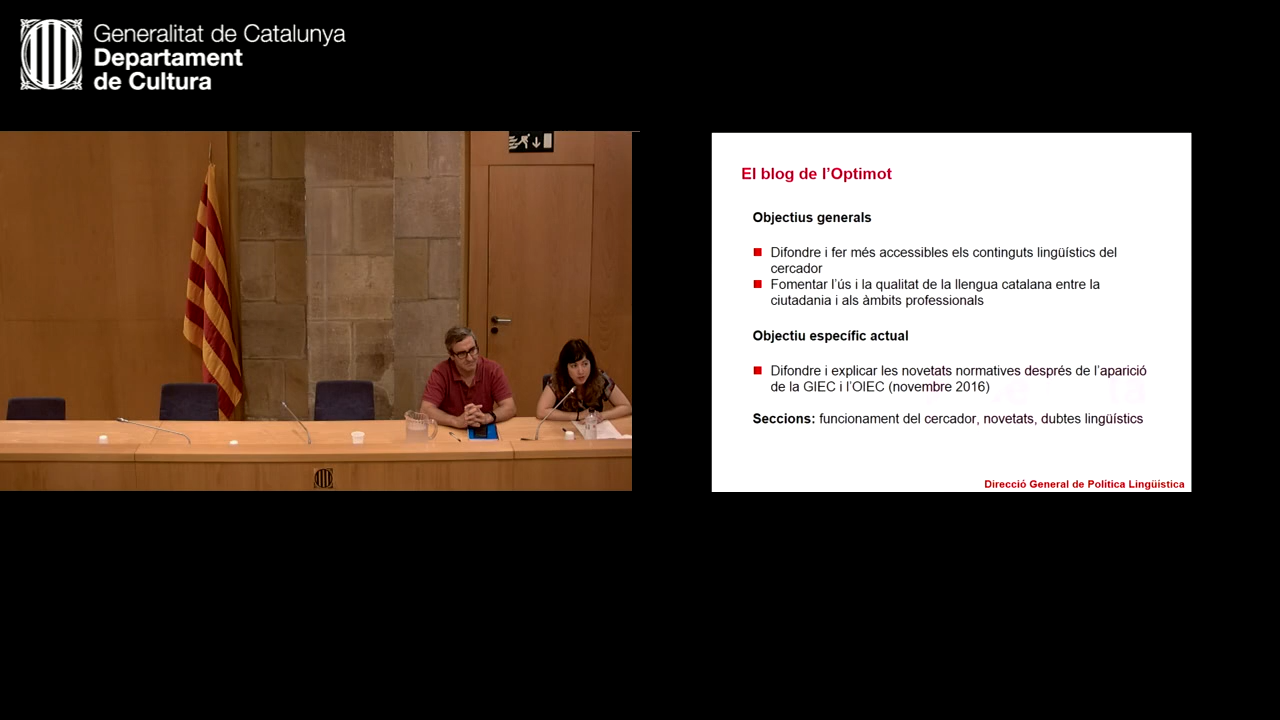 Generalitat de Catalunya
Departament
de Cultura
El blog de l'Optimot
Objectius generals
Difondre i fer més accessibles els continguts lingüístics del
cercador
Fomentar l'ús i la qualitat de la llengua catalana entre la
ciutadania i als àmbits professionals
Objectiu específic actual
Difondre i explicar les novetats normatives després de l'aparició
de la GIEC i l'OIEC (novembre 2016)
Seccions: funcionament del cercador, novetats, dubtes lingüístics
Direcció General de Política Lingüística